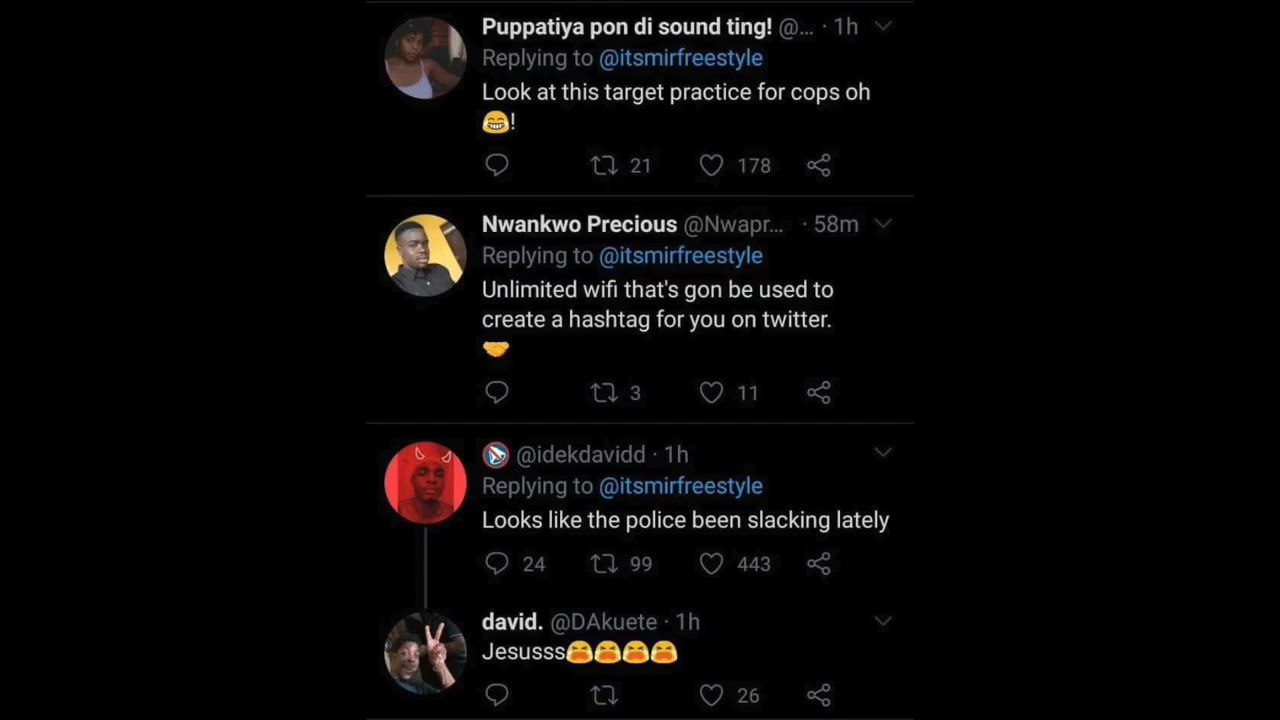 Puppatiya pon di sound ting! @... · 1h
Replying to @itsmirfreestyle
Look at this target practice for cops oh
😂!
21 178
Nwankwo Precious @Nwapr... · 58m
Replying to @itsmirfreestyle
Unlimited wifi that's gon be used to
create a hashtag for you on twitter.
🤝
3 11
@idekdavidd · 1h
Replying to @itsmirfreestyle
Looks like the police been slacking lately
24 99 443
david. @DAkuete · 1h
Jesusss😭😭😭😭
26